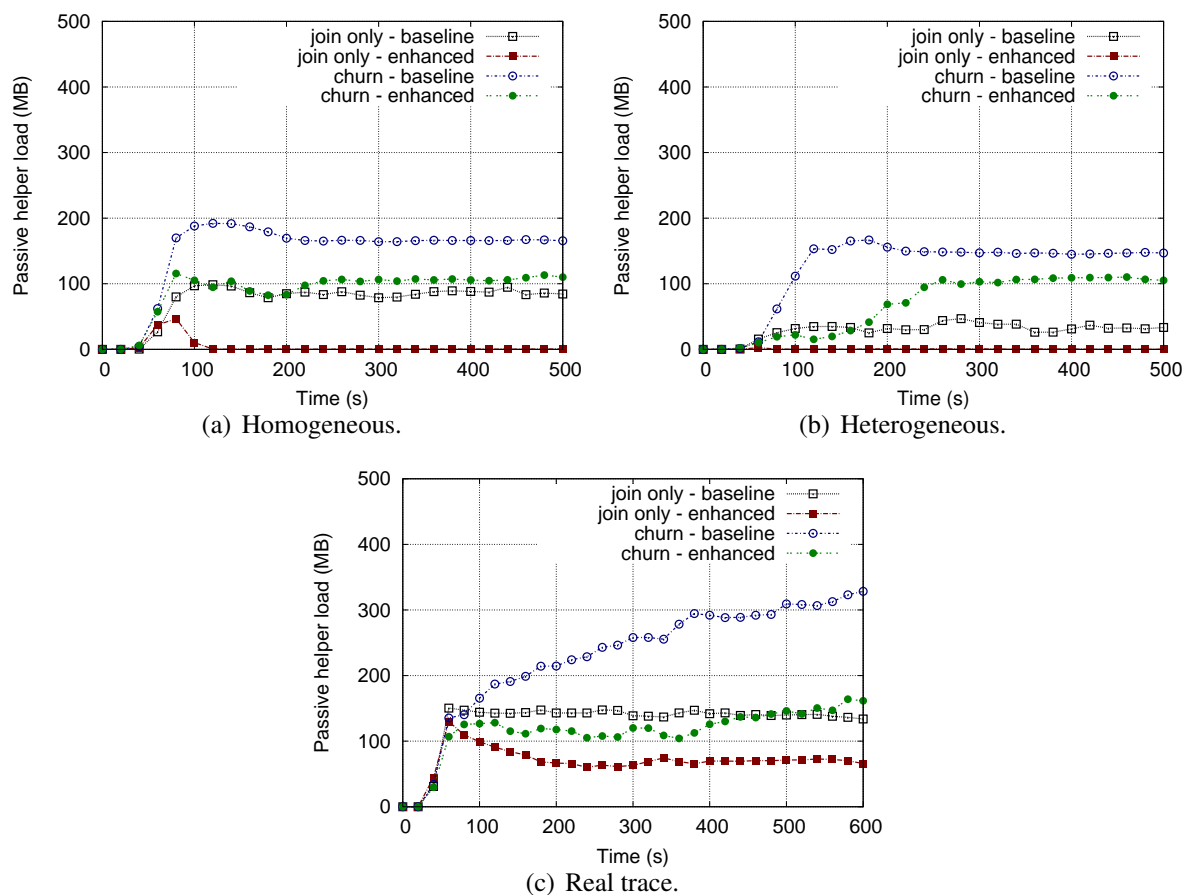 500
400
300
200
100
0
Passive helper load (MB)
join only - baseline
join only - enhanced
churn - baseline
churn - enhanced
0 100 200 300 400 500
Time (s)
(a) Homogeneous.
500
400
300
200
100
0
Passive helper load (MB)
join only - baseline
join only - enhanced
churn - baseline
churn - enhanced
0 100 200 300 400 500
Time (s)
(b) Heterogeneous.
500
400
300
200
100
0
Passive helper load (MB)
join only - baseline
join only - enhanced
churn - baseline
churn - enhanced
0 100 200 300 400 500 600
Time (s)
(c) Real trace.